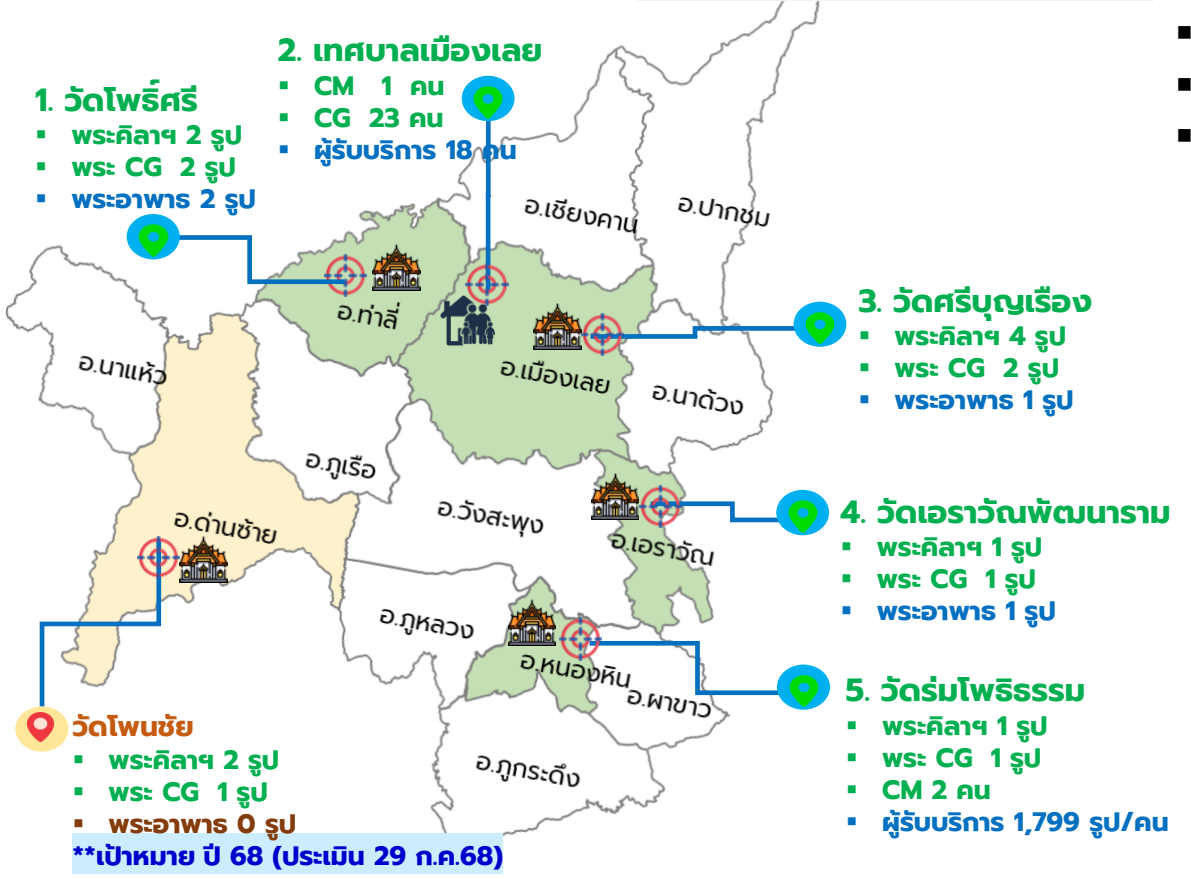 2. เทศบาลเมืองเลย
▪ CM 1 คน
▪ CG 23 คน
▪ ผู้รับบริการ 18 คน
1. วัดโพธิ์ศรี
▪ พระคิลาฯ 2 รูป
▪ พระ CG 2 รูป
▪ พระอาพาธ 2 รูป
อ.เชียงคาน
อ.ปากชม
อ.ท่าลี่
3. วัดศรีบุญเรือง
▪ พระคิลาฯ 4 รูป
▪ พระ CG 2 รูป
▪ พระอาพาธ 1 รูป
อ.นาแห้ว
อ.เมืองเลย
อ.นาด้วง
อ.ภูเรือ
อ.วังสะพุง
อ.ด่านซ้าย
อ.เอราวัณ
4. วัดเอราวัณพัฒนาราม
▪ พระคิลาฯ 1 รูป
▪ พระ CG 1 รูป
▪ พระอาพาธ 1 รูป
อ.ภูหลวง
อ.หนองหิน
อ.ผาขาว
อ.ภูกระดึง
5. วัดร่มโพธิธรรม
▪ พระคิลาฯ 1 รูป
▪ พระ CG 1 รูป
▪ CM 2 คน
▪ ผู้รับบริการ 1,799 รูป/คน
วัดโพนชัย
▪ พระคิลาฯ 2 รูป
▪ พระ CG 1 รูป
▪ พระอาพาธ 0 รูป
**เป้าหมาย ปี 68 (ประเมิน 29 ก.ค.68)